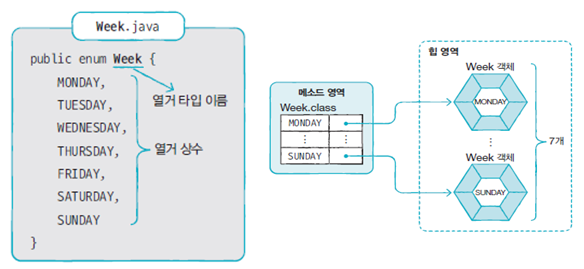 Week.java
public enum Week {
MONDAY,
TUESDAY,
WEDNESDAY,
THURSDAY,
FRIDAY,
SATURDAY,
SUNDAY
}
열거 타입 이름
열거 상수
메소드 영역
Week.class
MONDAY
⋮ ⋮
SUNDAY
힙 영역
Week 객체
MONDAY
⋮
Week 객체
SUNDAY
7개